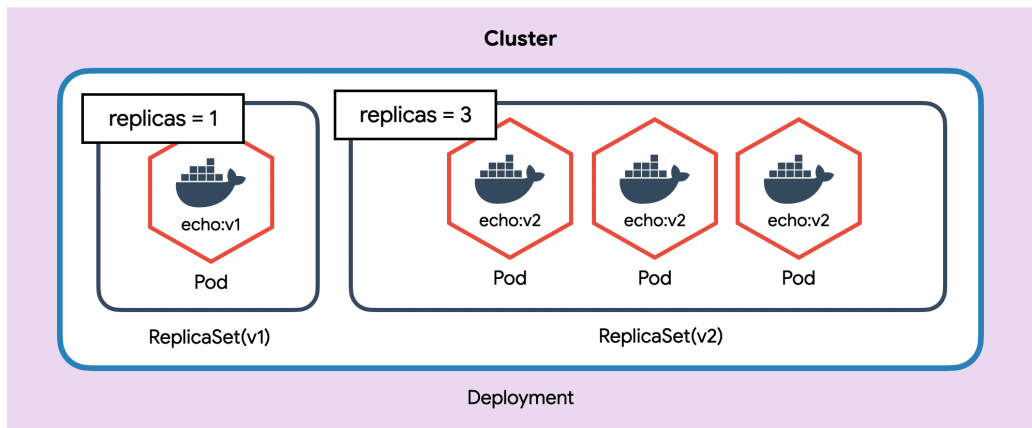 Cluster
replicas = 1
replicas = 3
echo:v1
echo:v2
echo:v2
echo:v2
Pod
Pod
Pod
Pod
ReplicaSet(v1)
ReplicaSet(v2)
Deployment